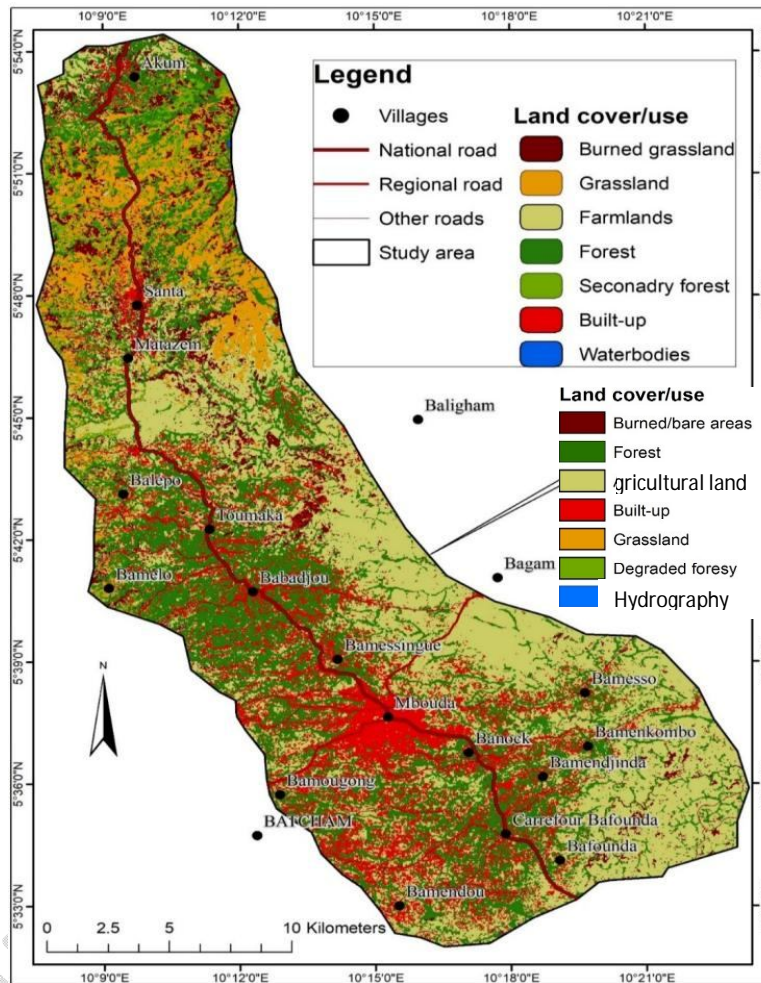 10°9'0"E 10°12'0"E 10°15'0"E 10°18'0"E 10°21'0"E
5°54'0"N
5°51'0"N
5°48'0"N
5°45'0"N
5°42'0"N
5°39'0"N
5°36'0"N
5°33'0"N
Legend
Villages
National road
Regional road
Other roads
Study area
Land cover/use
Burned grassland
Grassland
Farmlands
Forest
Seconadry forest
Built-up
Waterbodies
Land cover/use
Burned/bare areas
Forest
gricultural land
Built-up
Grassland
Degraded foresy
Hydrography
Akum
Santa
Matazem
Baligham
Balepo
Toumaka
Bamelo
Babadjou
Bagam
Bamessingue
Bamesso
Mbouda
Bamenkombo
Banock
Bamendjinda
Bamougong
BATCHAM
Carrefour Bafounda
Bafounda
Bamendou
N
0 2.5 5 10 Kilometers
10°9'0"E 10°12'0"E 10°15'0"E 10°18'0"E 10°21'0"E